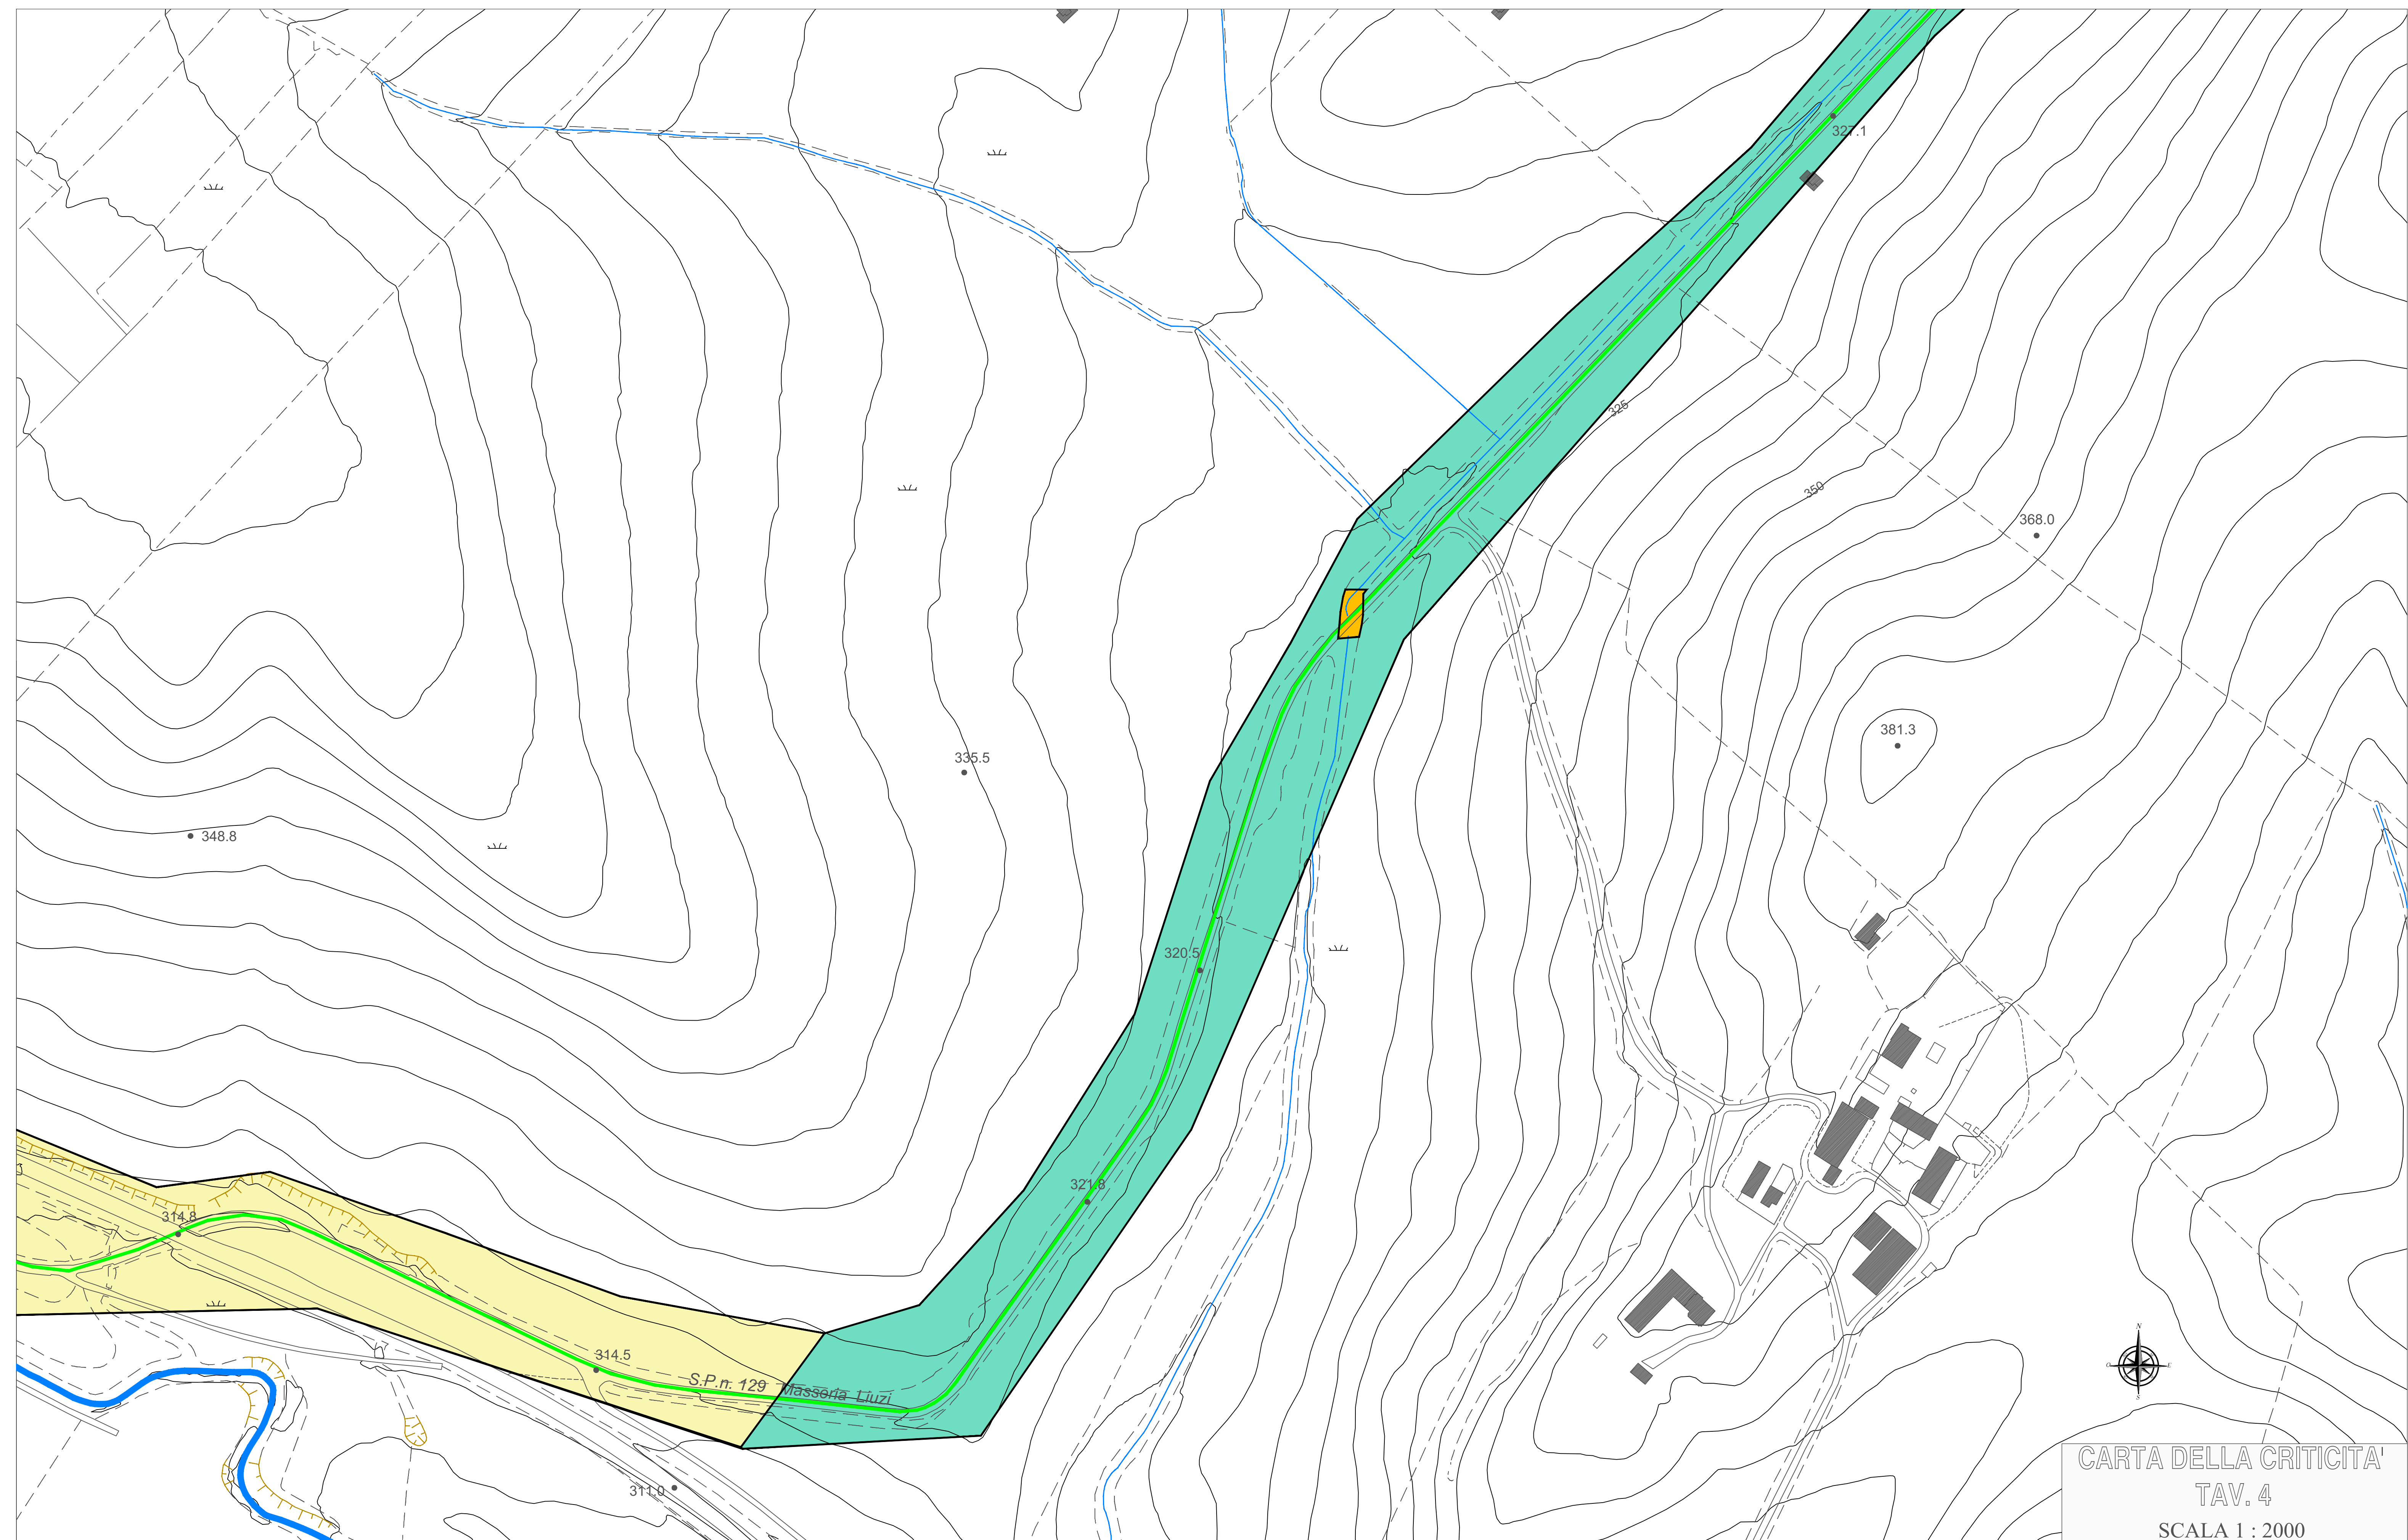 327.1
325
350
368.0
381.3
335.5
348.8
320.5
321.8
314.8
314.5
S.P.n. 129 Masseria Liuzi
311.0
N
O
E
S
CARTA DELLA CRITICITA'
TAV. 4
SCALA 1 : 2000